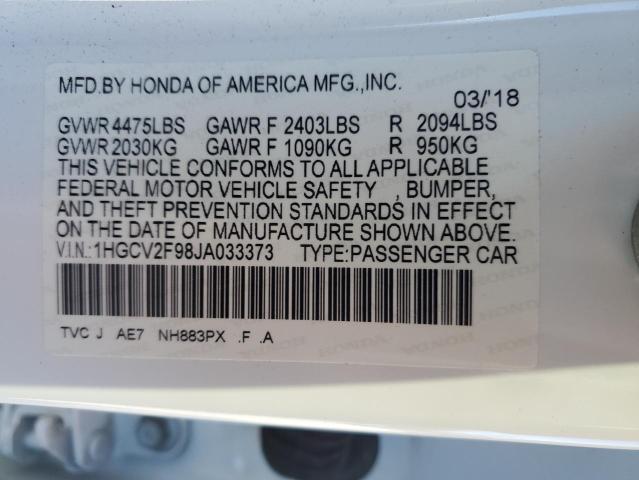 MFD.BY HONDA OF AMERICA MFG.,INC.
03/'18
GVWR 4475LBS GAWR F 2403LBS R 2094LBS
GVWR 2030KG GAWR F 1090KG R 950KG
THIS VEHICLE CONFORMS TO ALL APPLICABLE
FEDERAL MOTOR VEHICLE SAFETY , BUMPER,
AND THEFT PREVENTION STANDARDS IN EFFECT
ON THE DATE OF MANUFACTURE SHOWN ABOVE.
V.I.N.:1HGCV2F98JA033373 TYPE:PASSENGER CAR
TVC J AE7 NH883PX .F .A